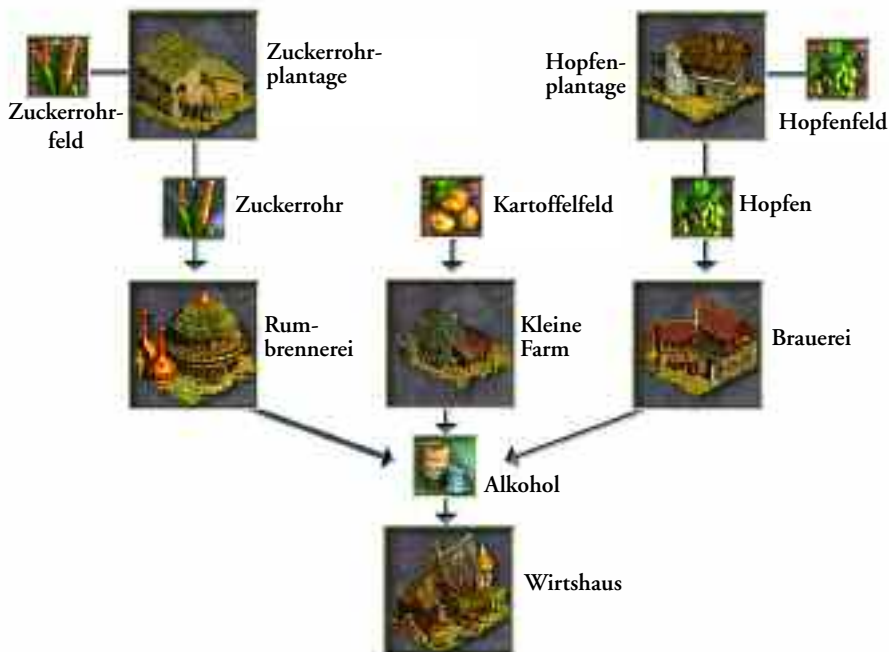 Zuckerrohr-
plantage
Hopfen-
plantage
Zuckerrohr-
feld
Hopfenfeld
Zuckerrohr
Kartoffelfeld
Hopfen
Rum-
brennerei
Kleine
Farm
Brauerei
Alkohol
Wirtshaus